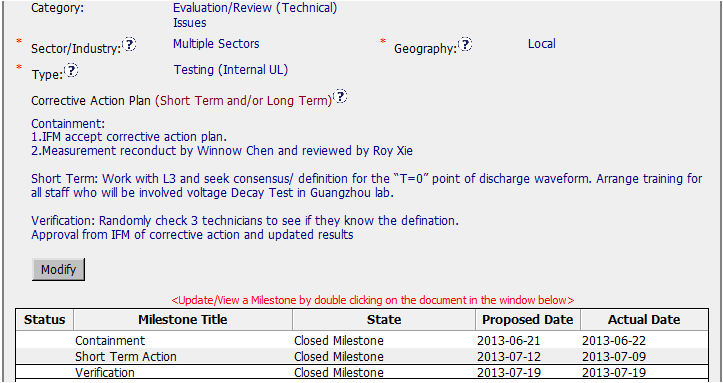 Category: Evaluation/Review (Technical)
Issues
* Sector/Industry:? Multiple Sectors * Geography:? Local
* Type:? Testing (Internal UL)
Corrective Action Plan (Short Term and/or Long Term)?
Containment:
1.IFM accept corrective action plan.
2.Measurement reconduct by Winnow Chen and reviewed by Roy Xie
Short Term: Work with L3 and seek consensus/ definition for the “T=0” point of discharge waveform. Arrange training for
all staff who will be involved voltage Decay Test in Guangzhou lab.
Verification: Randomly check 3 technicians to see if they know the defination.
Approval from IFM of corrective action and updated results
Modify
<Update/View a Milestone by double clicking on the document in the window below>
Status Milestone Title State Proposed Date Actual Date
Containment Closed Milestone 2013-06-21 2013-06-22
Short Term Action Closed Milestone 2013-07-12 2013-07-09
Verification Closed Milestone 2013-07-19 2013-07-19